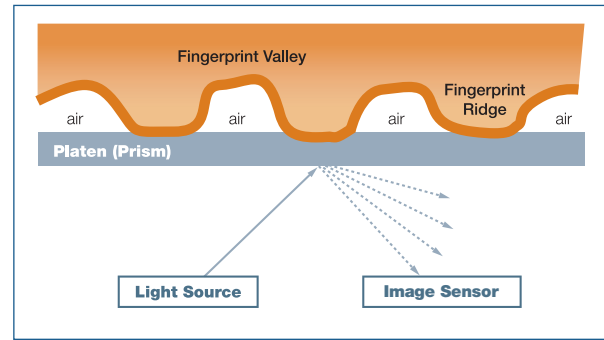 Fingerprint Valley
Fingerprint
Ridge
air
air
air
air
Platen (Prism)
Light Source
Image Sensor